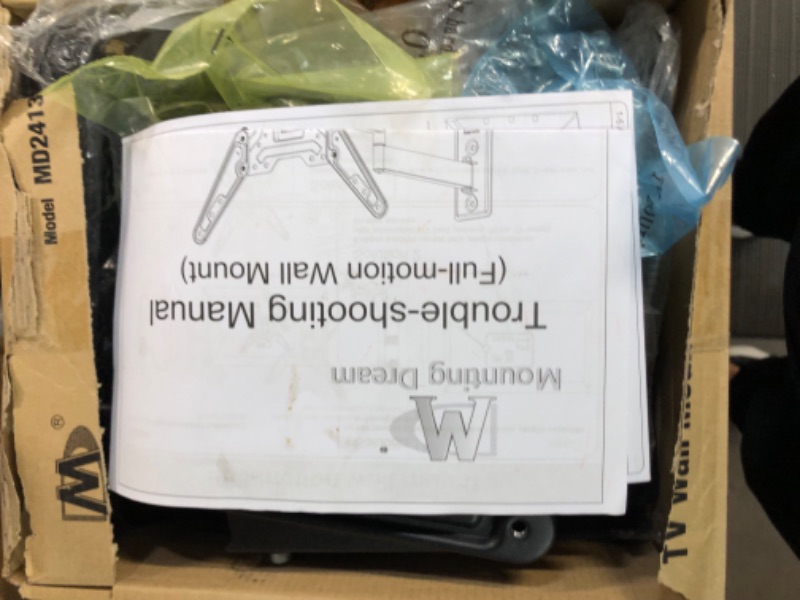 Mounting Dream
®
Trouble-shooting Manual
(Full-motion Wall Mount)
Model MD2413
®
TV Wall